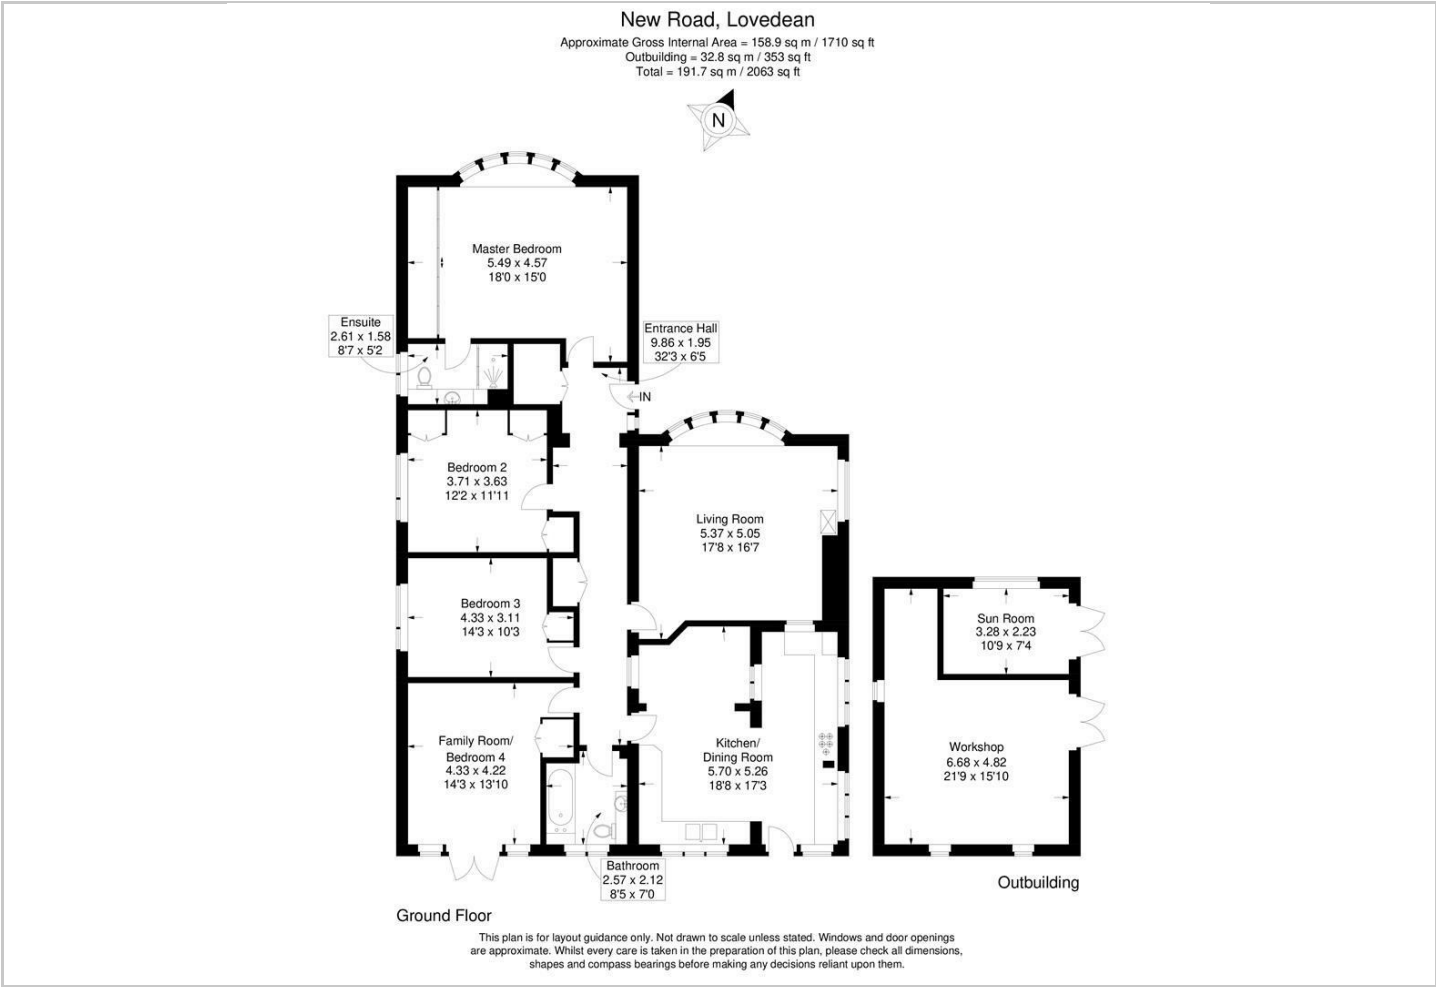 New Road, Lovedean
Approximate Gross Internal Area = 158.9 sq m / 1710 sq ft
Outbuilding = 32.8 sq m / 353 sq ft
Total = 191.7 sq m / 2063 sq ft
N
Master Bedroom
5.49 x 4.57
18'0 x 15'0
Ensuite
2.61 x 1.58
8'7 x 5'2
Entrance Hall
9.86 x 1.95
32'3 x 6'5
IN
Bedroom 2
3.71 x 3.63
12'2 x 11'11
Living Room
5.37 x 5.05
17'8 x 16'7
Bedroom 3
4.33 x 3.11
14'3 x 10'3
Sun Room
3.28 x 2.23
10'9 x 7'4
Family Room/
Bedroom 4
4.33 x 4.22
14'3 x 13'10
Kitchen/
Dining Room
5.70 x 5.26
18'8 x 17'3
Workshop
6.68 x 4.82
21'9 x 15'10
Bathroom
2.57 x 2.12
8'5 x 7'0
Outbuilding
Ground Floor
This plan is for layout guidance only. Not drawn to scale unless stated. Windows and door openings
are approximate. Whilst every care is taken in the preparation of this plan, please check all dimensions,
shapes and compass bearings before making any decisions reliant upon them.